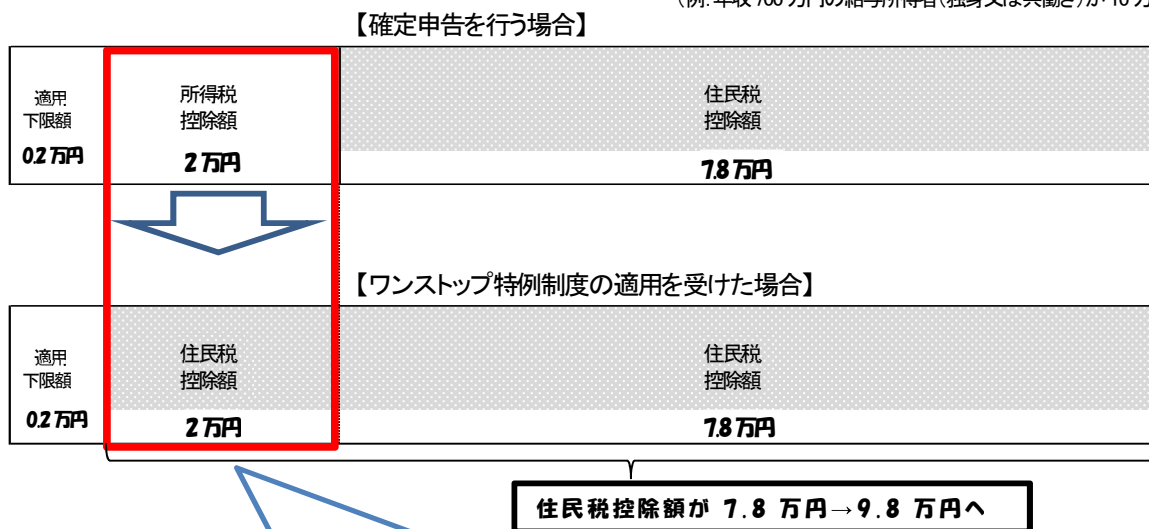 【確定申告を行う場合】
適用
下限額
0.2万円
所得税
控除額
2万円
住民税
控除額
7.8万円
【ワンストップ特例制度の適用を受けた場合】
適用
下限額
0.2万円
住民税
控除額
2万円
住民税
控除額
7.8万円
住民税控除額が 7.8 万円→9.8 万円へ